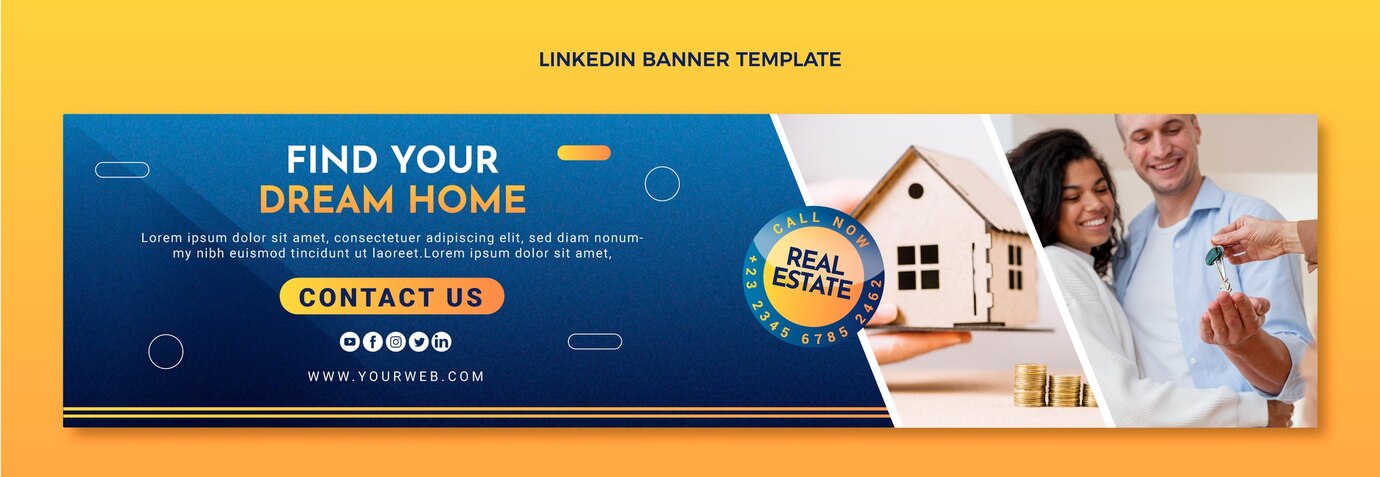 LINKEDIN BANNER TEMPLATE
FIND YOUR
DREAM HOME
Lorem ipsum dolor sit amet, consectetuer adipiscing elit, sed diam nonum-
my nibh euismod tincidunt ut laoreet.Lorem ipsum dolor sit amet,
CONTACT US
WWW.YOURWEB.COM
CALL NOW
REAL
ESTATE
+23 2345 6785 2462